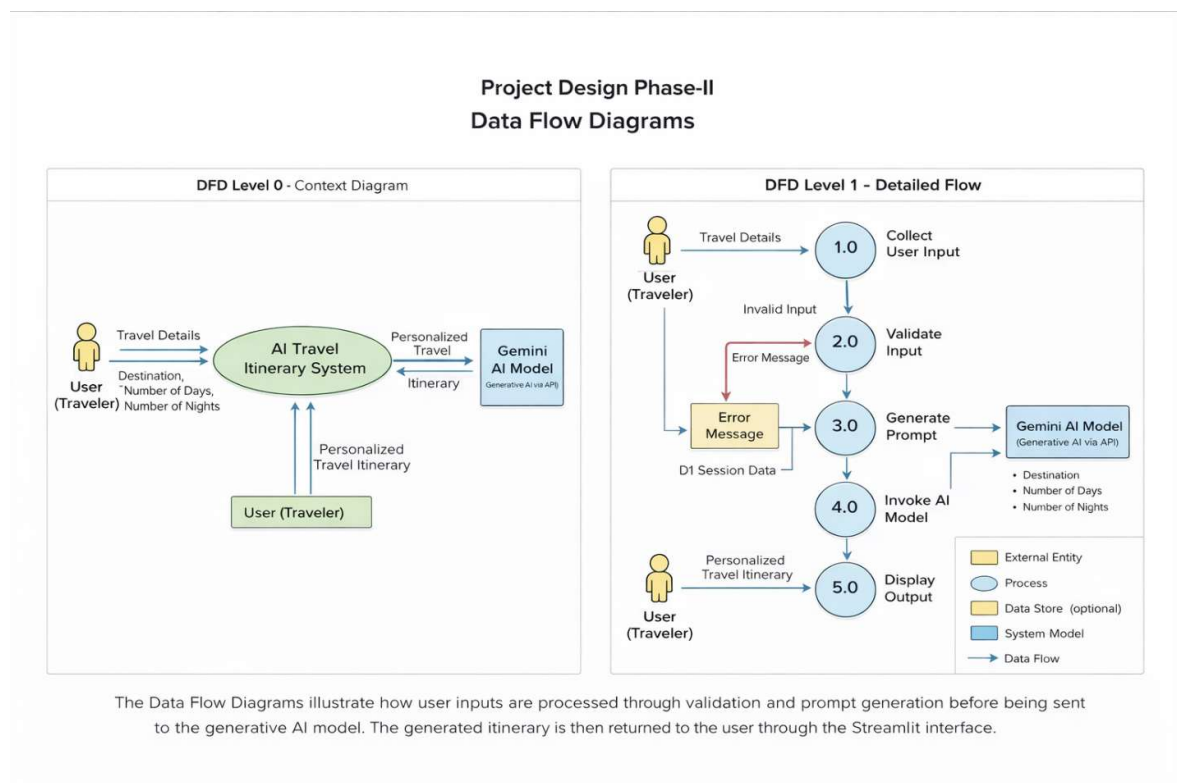 Project Design Phase-II
Data Flow Diagrams
DFD Level 0 - Context Diagram
Travel Details
Destination,
Number of Days,
Number of Nights
User
(Traveler)
AI Travel
Itinerary System
Personalized
Travel
Itinerary
Gemini
AI Model
Generative AI via API)
Personalized
Travel Itinerary
User (Traveler)
DFD Level 1 - Detailed Flow
User
(Traveler)
Travel Details
1.0
Collect
User Input
Invalid Input
2.0
Validate
Input
Error Message
Error
Message
3.0
Generate
Prompt
D1 Session Data
Gemini AI Model
(Generative AI via API)
• Destination
• Number of Days
• Number of Nights
4.0
Invoke AI
Model
Personalized
Travel Itinerary
5.0
Display
Output
User
(Traveler)
External Entity
Process
Data Store (optional)
System Model
Data Flow
The Data Flow Diagrams illustrate how user inputs are processed through validation and prompt generation before being sent
to the generative AI model. The generated itinerary is then returned to the user through the Streamlit interface.